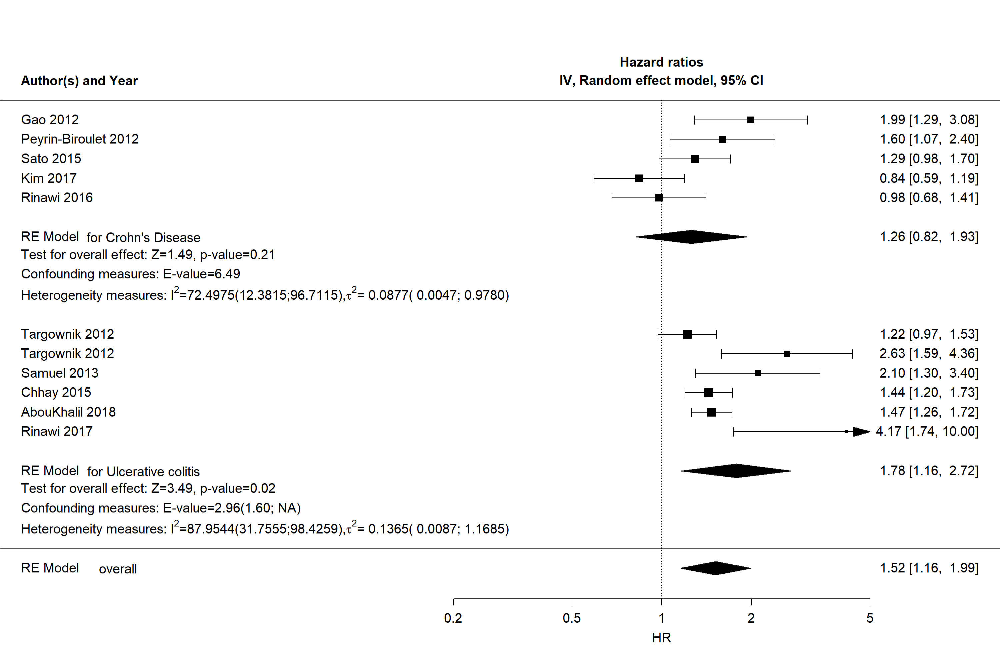 Hazard ratios
Author(s) and Year IV, Random effect model, 95% CI
Gao 2012 1.99 [1.29, 3.08]
Peyrin-Biroulet 2012 1.60 [1.07, 2.40]
Sato 2015 1.29 [0.98, 1.70]
Kim 2017 0.84 [0.59, 1.19]
Rinawi 2016 0.98 [0.68, 1.41]
RE Model for Crohn's Disease 1.26 [0.82, 1.93]
Test for overall effect: Z=1.49, p-value=0.21
Confounding measures: E-value=6.49
Heterogeneity measures: I²=72.4975(12.3815;96.7115),τ²= 0.0877( 0.0047; 0.9780)
Targownik 2012 1.22 [0.97, 1.53]
Targownik 2012 2.63 [1.59, 4.36]
Samuel 2013 2.10 [1.30, 3.40]
Chhay 2015 1.44 [1.20, 1.73]
AbouKhalil 2018 1.47 [1.26, 1.72]
Rinawi 2017 4.17 [1.74, 10.00]
RE Model for Ulcerative colitis 1.78 [1.16, 2.72]
Test for overall effect: Z=3.49, p-value=0.02
Confounding measures: E-value=2.96(1.60; NA)
Heterogeneity measures: I²=87.9544(31.7555;98.4259),τ²= 0.1365( 0.0087; 1.1685)
RE Model overall 1.52 [1.16, 1.99]
0.2 0.5 1 2 5
HR